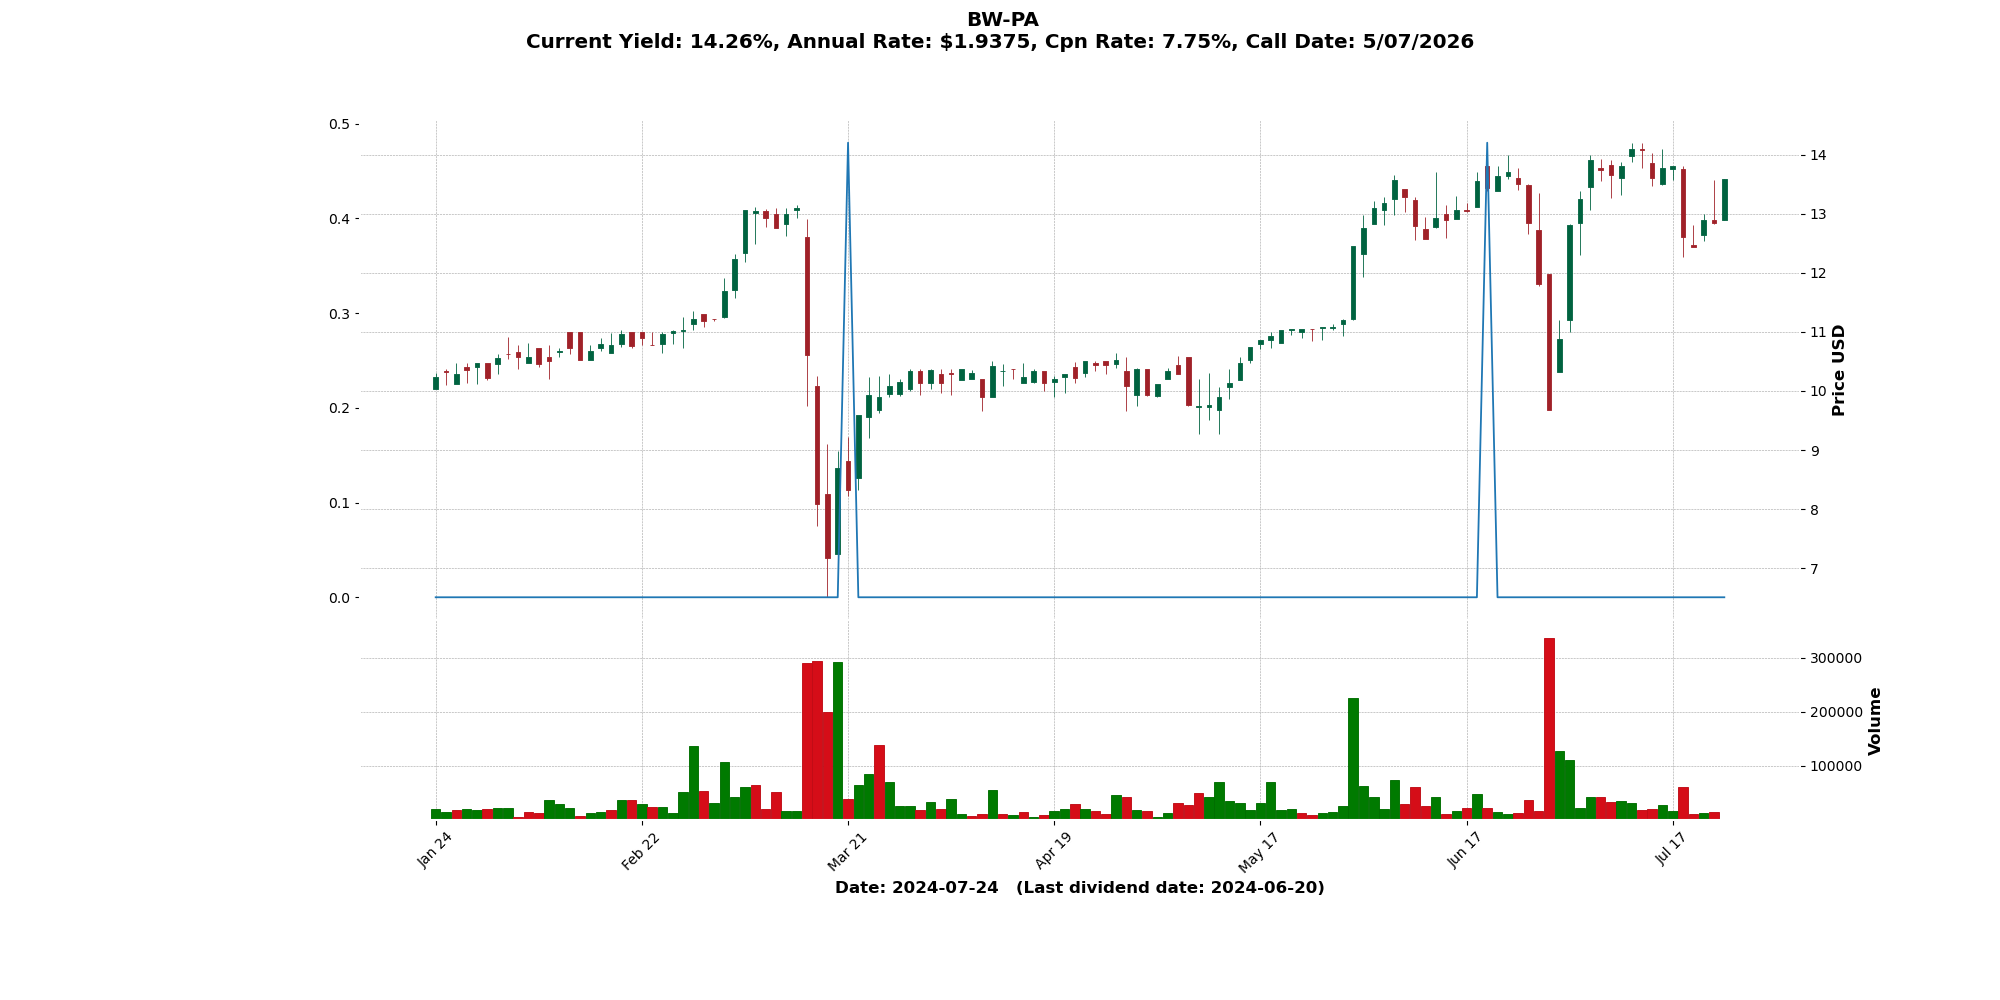 BW-PA
Current Yield: 14.26%, Annual Rate: $1.9375, Cpn Rate: 7.75%, Call Date: 5/07/2026
0.5
0.4
0.3
0.2
0.1
0.0
14
13
12
11
10
9
8
7
Price USD
300000
200000
100000
Volume
Jan 24
Feb 22
Mar 21
Apr 19
May 17
Jun 17
Jul 17
Date: 2024-07-24 (Last dividend date: 2024-06-20)